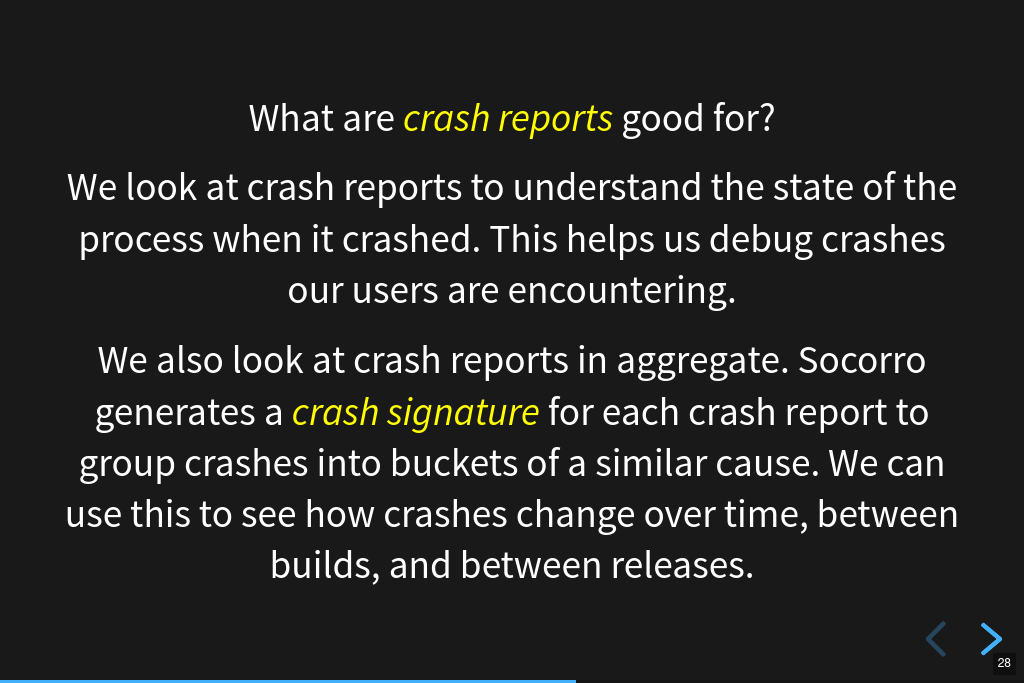 What are crash reports good for?
We look at crash reports to understand the state of the
process when it crashed. This helps us debug crashes
our users are encountering.
We also look at crash reports in aggregate. Socorro
generates a crash signature for each crash report to
group crashes into buckets of a similar cause. We can
use this to see how crashes change over time, between
builds, and between releases.
28